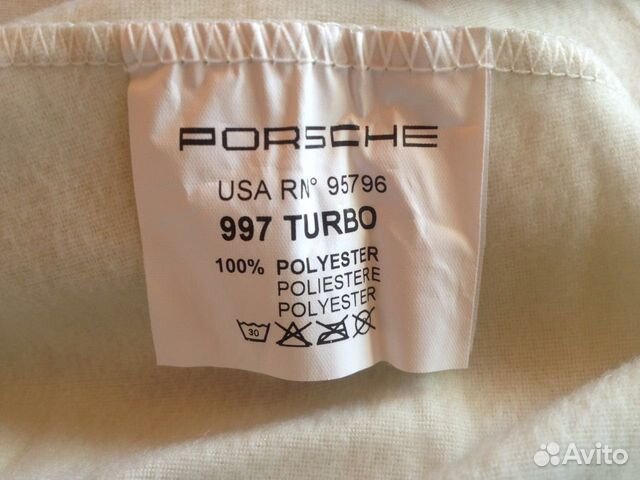 PORSCHE
USA RN° 95796
997 TURBO
100% POLYESTER
POLIESTERE
POLYESTER
30
Avito